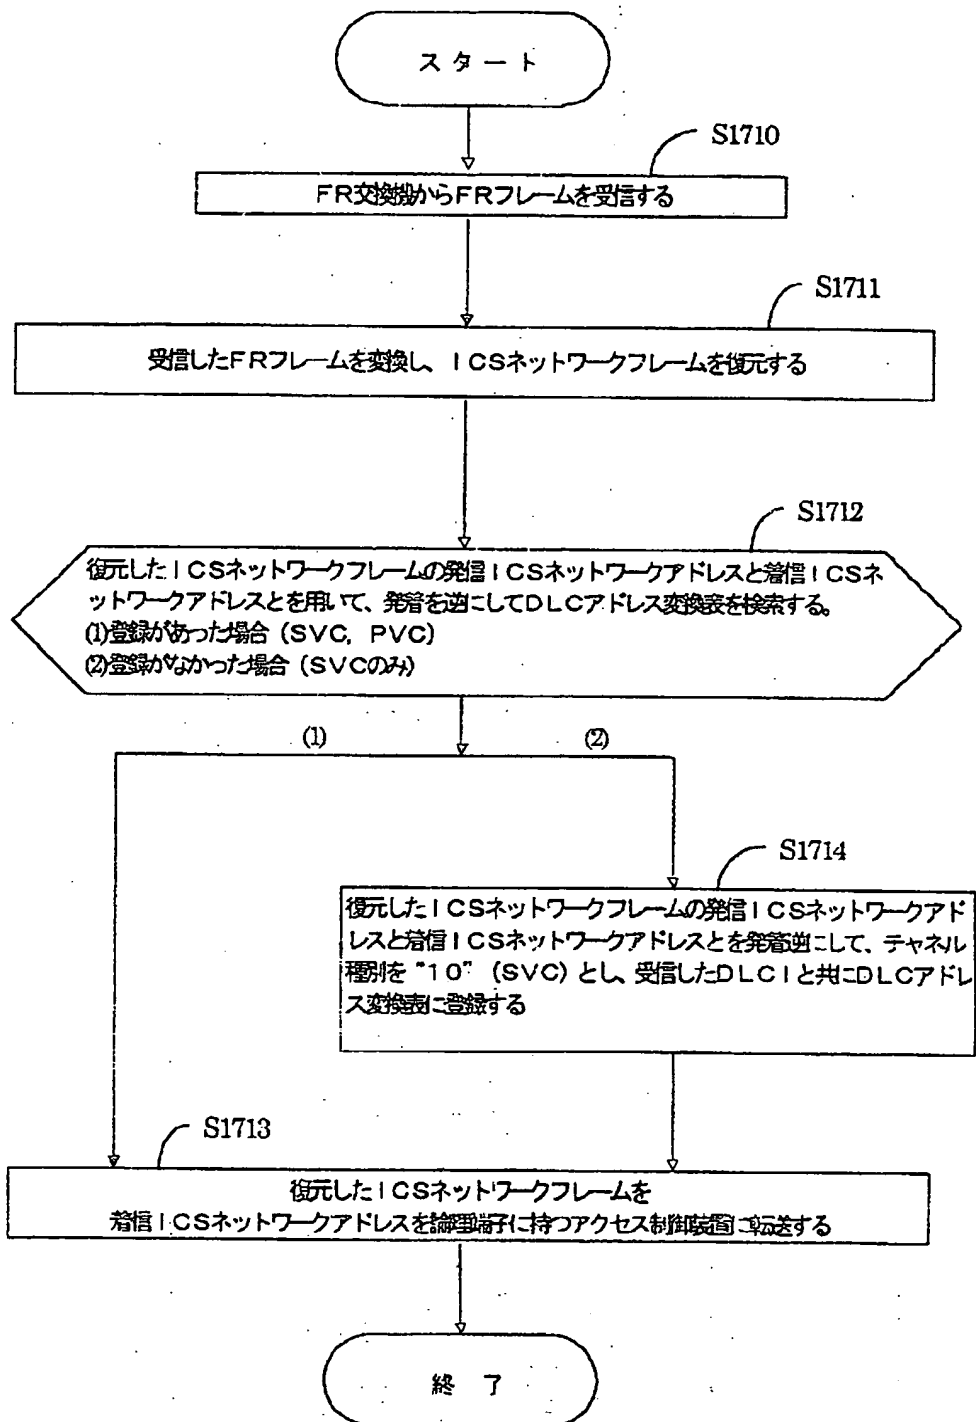 スタート
S1710
FR交換機からFRフレームを受信する
S1711
受信したFRフレームを変換し、ICSネットワークフレームを復元する
S1712
復元したICSネットワークフレームの発信ICSネットワークアドレスと着信ICSネ
ットワークアドレスとを用いて、発着を逆にしてDLCアドレス変換表を検索する。
(1)登録があった場合(SVC, PVC)
(2)登録がなかった場合(SVCのみ)
(1)
(2)
S1714
復元したICSネットワークフレームの発信ICSネットワークアド
レスと着信ICSネットワークアドレスとを発着逆にして、チャネル
種別を"10"(SVC)とし、受信したDLCIと共にDLCアドレ
ス変換表に登録する
S1713
復元したICSネットワークフレームを
着信ICSネットワークアドレスを論理端子に持つアクセス制御装置に転送する
終了